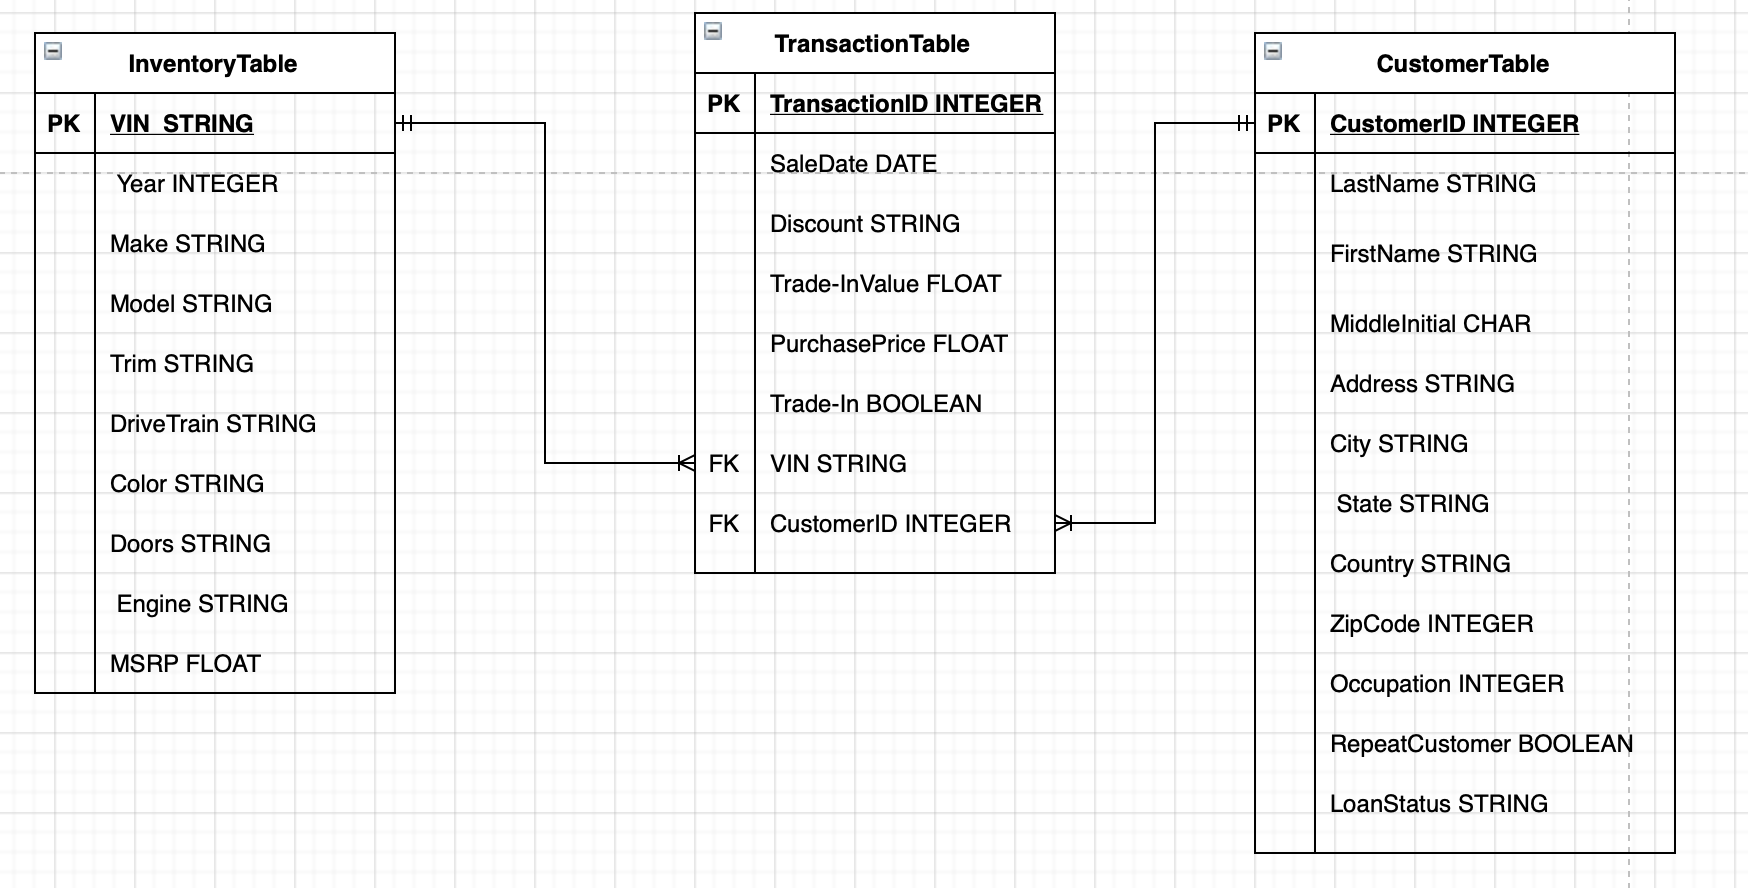 InventoryTable
PK VIN STRING
Year INTEGER
Make STRING
Model STRING
Trim STRING
DriveTrain STRING
Color STRING
Doors STRING
Engine STRING
MSRP FLOAT
TransactionTable
PK TransactionID INTEGER
SaleDate DATE
Discount STRING
Trade-InValue FLOAT
PurchasePrice FLOAT
Trade-In BOOLEAN
FK VIN STRING
FK CustomerID INTEGER
CustomerTable
PK CustomerID INTEGER
LastName STRING
FirstName STRING
MiddleInitial CHAR
Address STRING
City STRING
State STRING
Country STRING
ZipCode INTEGER
Occupation INTEGER
RepeatCustomer BOOLEAN
LoanStatus STRING